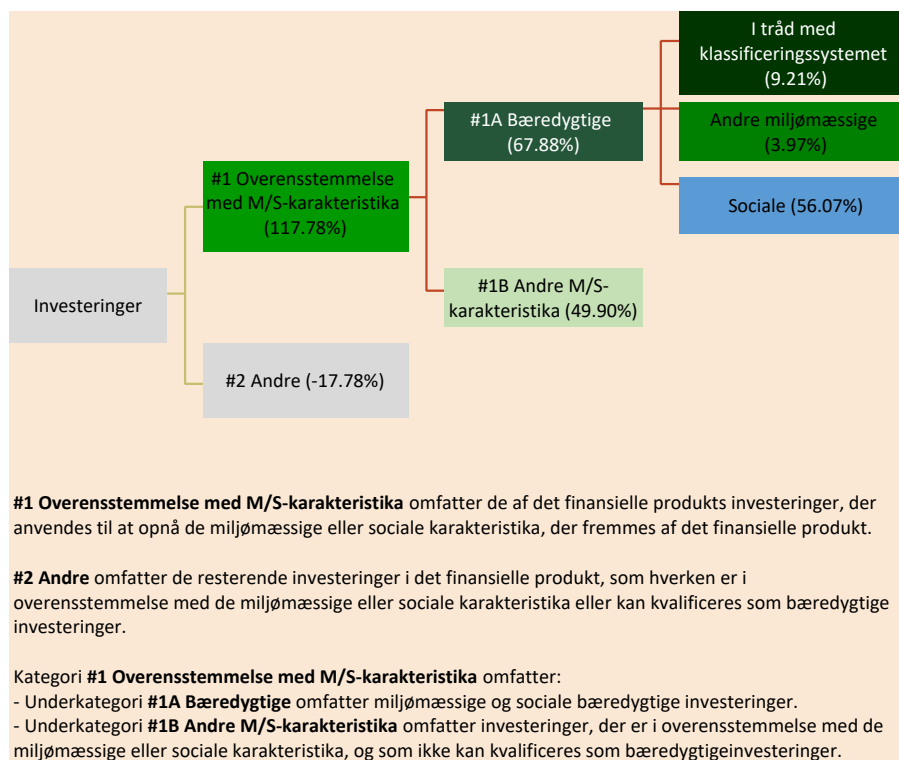 I tråd med
klassificeringssystemet
(9.21%)
#1A Bæredygtige
(67.88%)
Andre miljømæssige
(3.97%)
#1 Overensstemmelse
med M/S-karakteristika
(117.78%)
Sociale (56.07%)
Investeringer
#1B Andre M/S-
karakteristika (49.90%)
#2 Andre (-17.78%)
#1 Overensstemmelse med M/S-karakteristika omfatter de af det finansielle produkts investeringer, der
anvendes til at opnå de miljømæssige eller sociale karakteristika, der fremmes af det finansielle produkt.
#2 Andre omfatter de resterende investeringer i det finansielle produkt, som hverken er i
overensstemmelse med de miljømæssige eller sociale karakteristika eller kan kvalificeres som bæredygtige
investeringer.
Kategori #1 Overensstemmelse med M/S-karakteristika omfatter:
- Underkategori #1A Bæredygtige omfatter miljømæssige og sociale bæredygtige investeringer.
- Underkategori #1B Andre M/S-karakteristika omfatter investeringer, der er i overensstemmelse med de
miljømæssige eller sociale karakteristika, og som ikke kan kvalificeres som bæredygtigeinvesteringer.